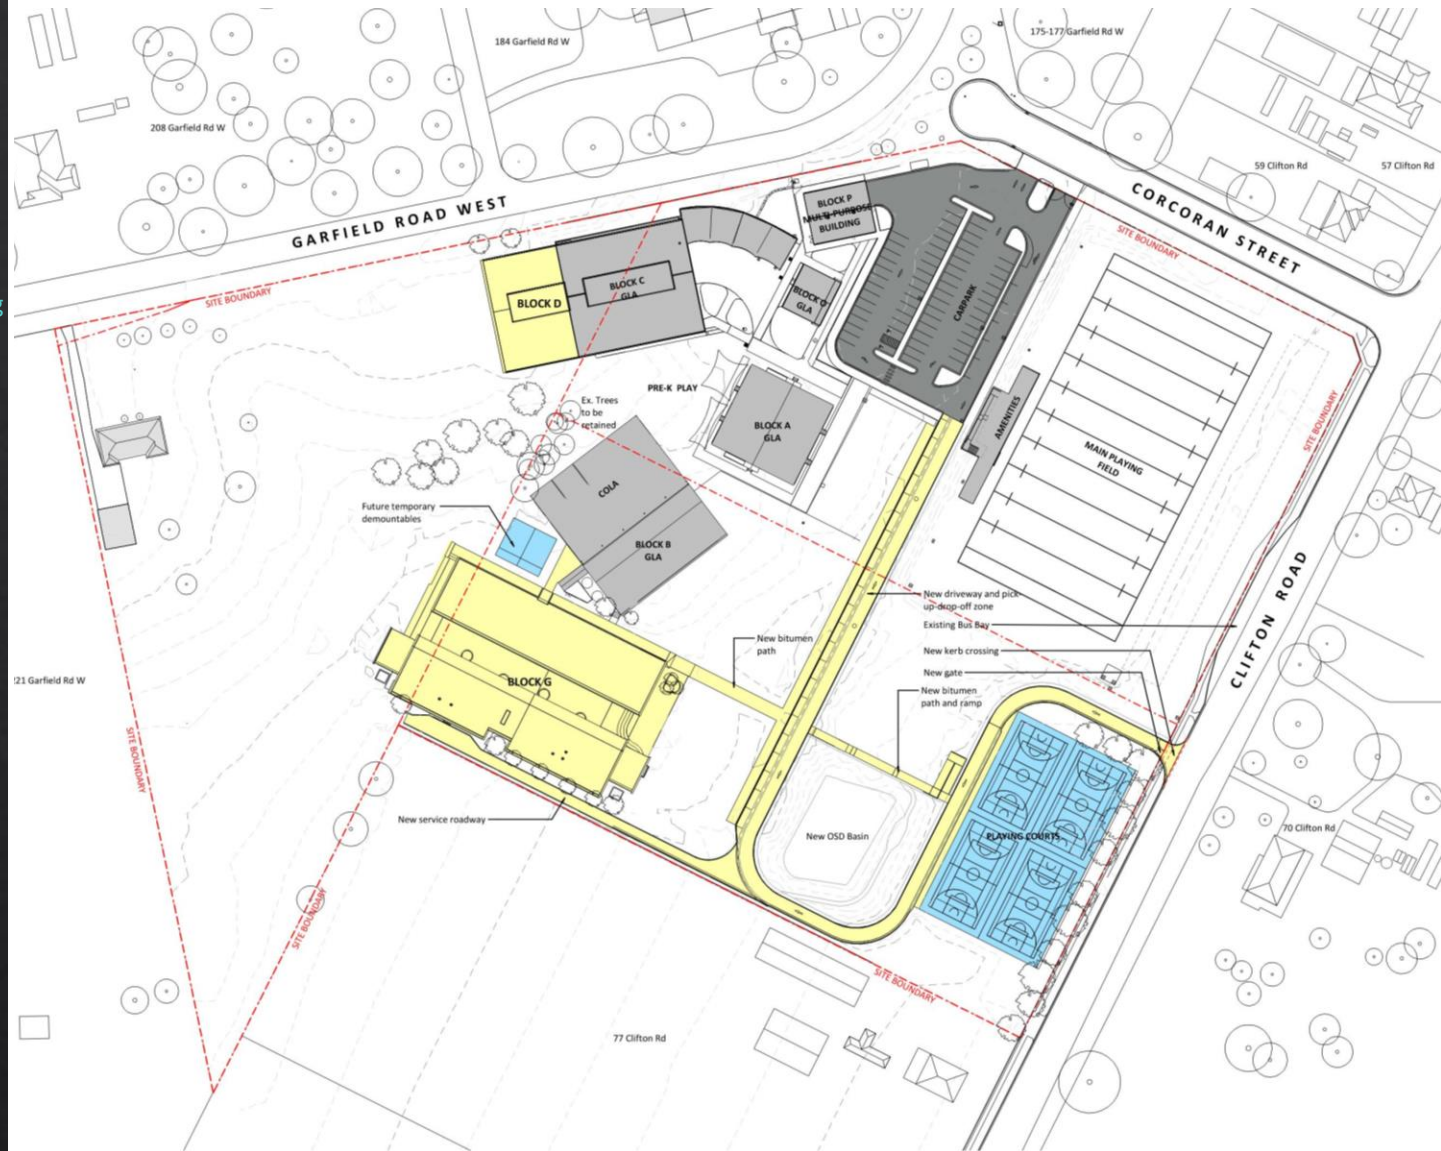 184 Garfield Rd W
175-177 Garfield Rd W
208 Garfield Rd W
59 Clifton Rd
57 Clifton Rd
CORCORAN STREET
GARFIELD ROAD WEST
SITE BOUNDARY
SITE BOUNDARY
BLOCK P
MULTI-PURPOSE
BUILDING
BLOCK D
BLOCK C
GLA
BLOCK O
GLA
CARPARK
PRE-K PLAY
Ex. Trees
to be
retained
BLOCK A
GLA
AMENITIES
MAIN PLAYING
FIELD
SITE BOUNDARY
COLA
Future temporary
demountables
BLOCK B
GLA
CLIFTON ROAD
New driveway and pick
up-drop-off zone
Existing Bus Bay
New kerb crossing
New gate
New bitumen
path and ramp
New bitumen
path
21 Garfield Rd W
BLOCK G
SITE BOUNDARY
New service roadway
New OSD Basin
PLAYING COURTS
70 Clifton Rd
SITE BOUNDARY
SITE BOUNDARY
77 Clifton Rd